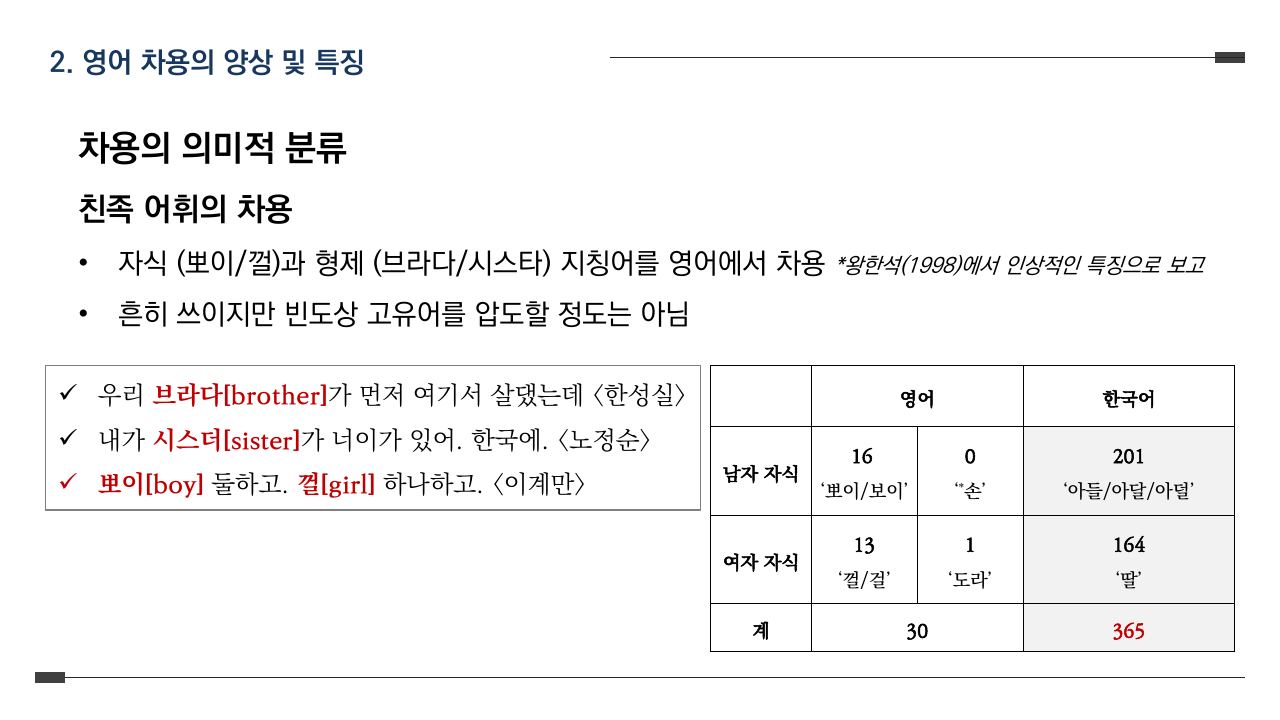 2. 영어 차용의 양상 및 특징
차용의 의미적 분류
친족 어휘의 차용
• 자식 (뽀이/껄)과 형제 (브라다/시스타) 지칭어를 영어에서 차용 *왕한석(1998)에서 인상적인 특징으로 보고
• 흔히 쓰이지만 빈도상 고유어를 압도할 정도는 아님
✓ 우리 브라다[brother]가 먼저 여기서 살댔는데 〈한성실〉
✓ 내가 시스더[sister]가 너이가 있어. 한국에. 〈노정순〉
✓ 뽀이[boy] 둘하고. 껄[girl] 하나하고. 〈이계만〉
영어 한국어
남자 자식 16 0 201
‘뽀이/보이’ ‘*손’ ‘아들/아달/아덜’
여자 자식 13 1 164
‘껄/걸’ ‘도라’ ‘딸’
계 30 365